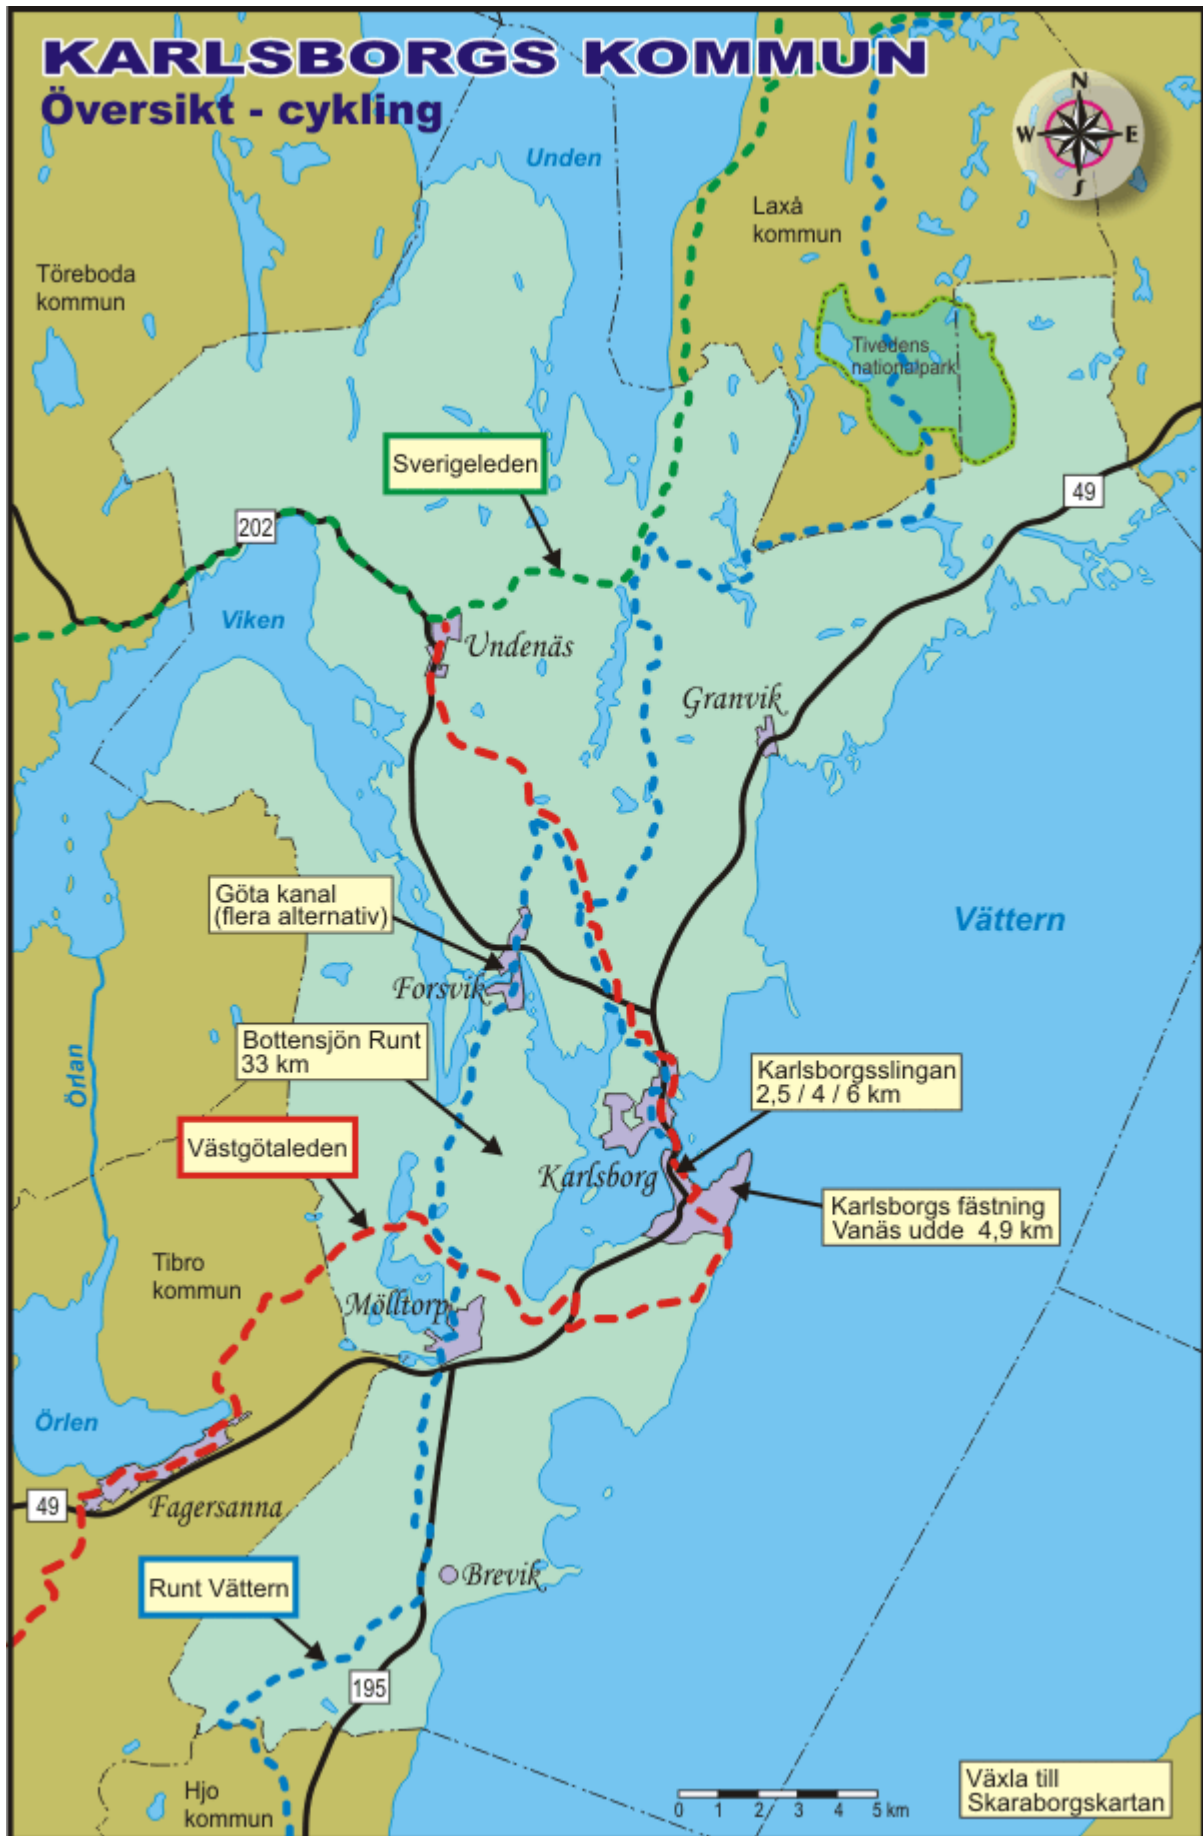 KARLSBORGS KOMMUN
Översikt - cykling
N
W
E
S
Unden
Laxå
kommun
Töreboda
kommun
Tivedens
nationalpark
Sverigeleden
49
202
Viken
Undenäs
Granvik
Göta kanal
(flera alternativ)
Vättern
Forsvik
Bottensjön Runt
33 km
Örlan
Karlsborgsslingan
2,5 / 4 / 6 km
Västgötaleden
Karlsborg
Karlsborgs fästning
Vanäs udde 4,9 km
Tibro
kommun
Mölltorp
Örlen
49
Fagersanna
Brevik
Runt Vättern
195
Hjo
kommun
0 1 2 3 4 5 km
Växla till
Skaraborgskartan